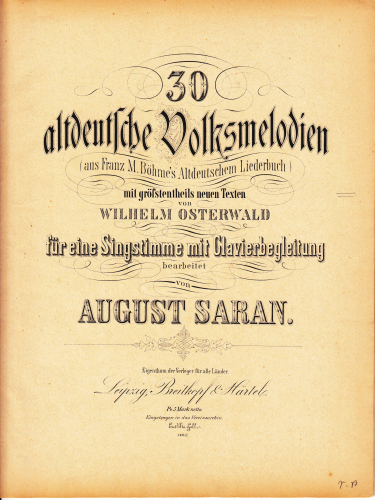 30
altdeutsche Volksmelodien
(aus Franz M. Böhme's Altdeutschem Liederbuch)
mit gröfstentheils neuen Texten
von
WILHELM OSTERWALD
für eine Singstimme mit Clavierbegleitung
bearbeitet
von
AUGUST SARAN.
Eigenthum der Verleger für alle Länder.
Leipzig, Breitkopf & Härtel.
Pr. 3 Mark netto.
Eingetragen in das Vereinsarchiv.